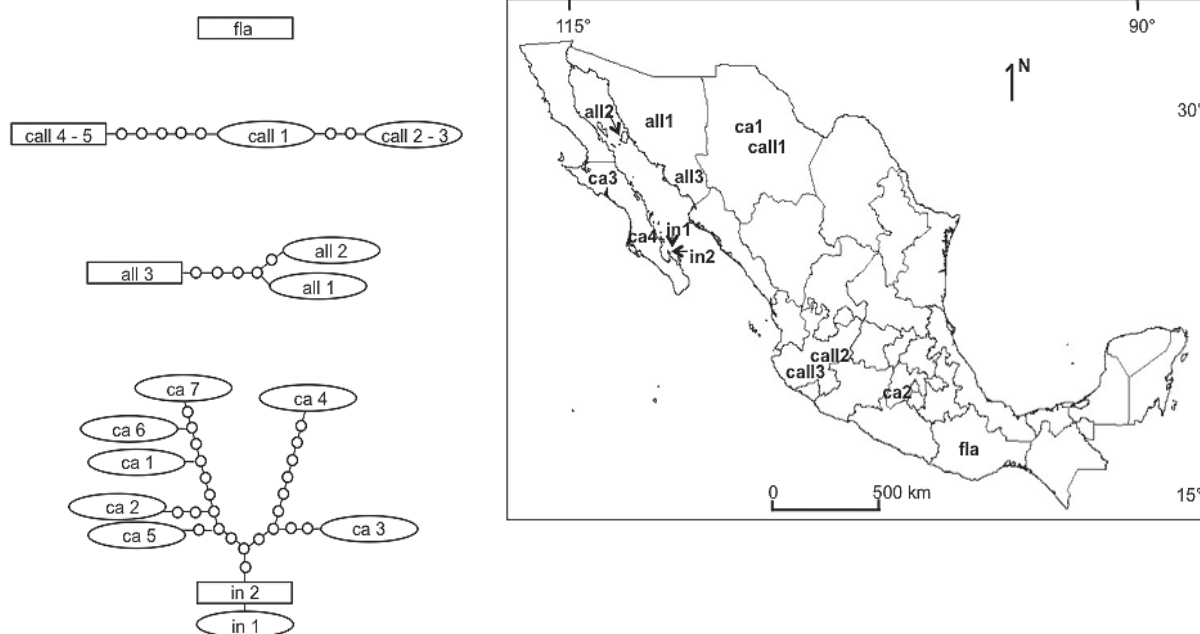 fla
call 4 - 5
call 1
call 2 - 3
all 3
all 2
all 1
ca 7
ca 4
ca 6
ca 1
ca 2
ca 5
ca 3
in 2
in 1
115°
90°
N
30°
all2
all1
ca1
call1
ca3
all3
ca4
in1
in2
call2
call3
ca2
fla
0
500 km
15°